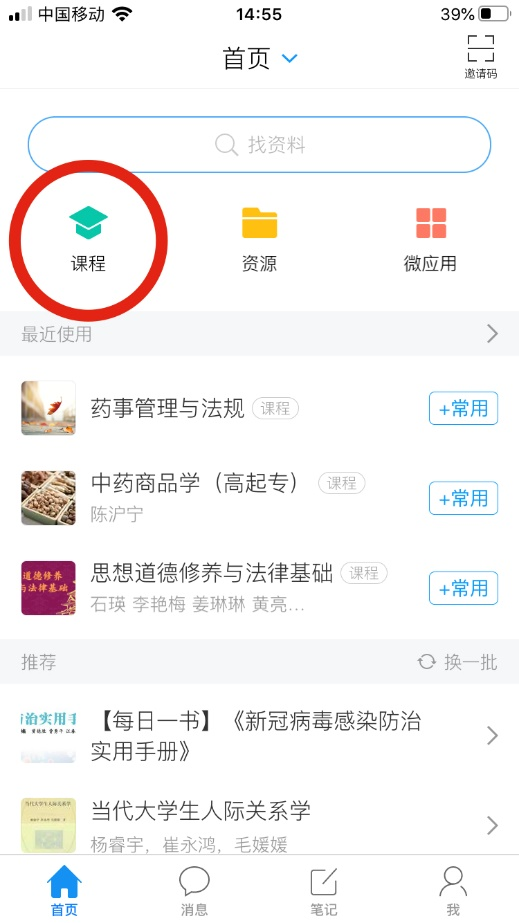 中国移动
14:55
39%
首页
邀请码
找资料
课程
资源
微应用
最近使用
药事管理与法规 课程
+常用
中药商品学（高起专） 课程
陈沪宁
+常用
道德修养
与法律基础
思想道德修养与法律基础 课程
石瑛 李艳梅 姜琳琳 黄亮...
+常用
推荐
换一批
【每日一书】《新冠病毒感染防治
实用手册》
当代大学生人际关系学
当代大学生人际关系学
杨睿宇，崔永鸿，毛媛媛
首页
消息
笔记
我